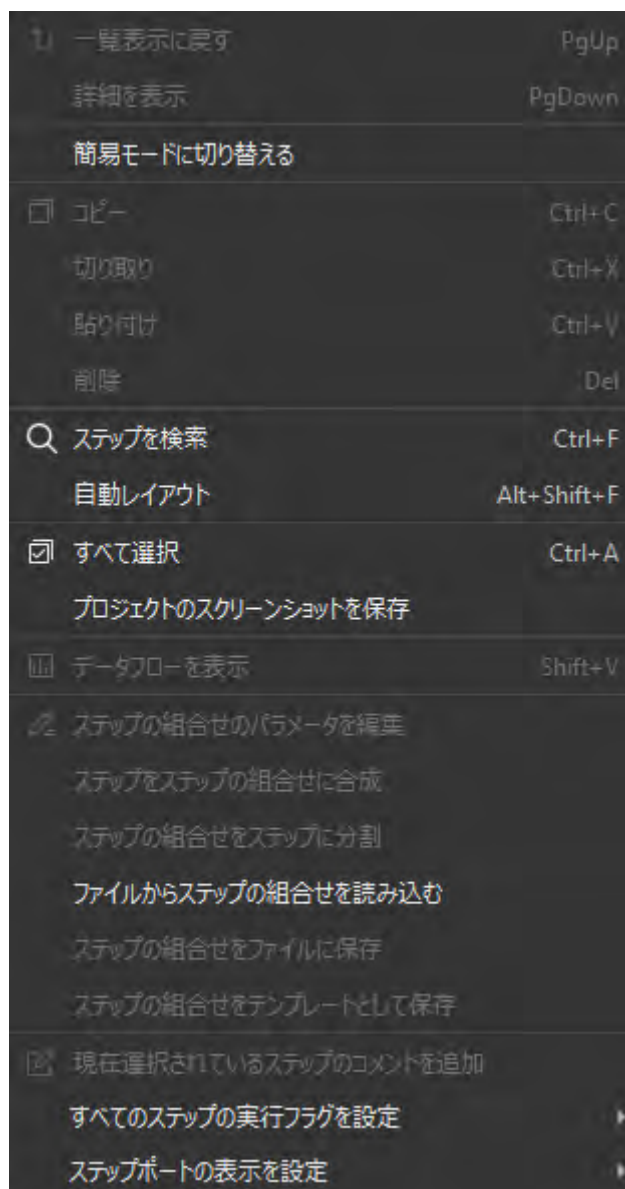 一覧表示に戻す PgUp
詳細を表示 PgDown
簡易モードに切り替える
コピー Ctrl+C
切り取り Ctrl+X
貼り付け Ctrl+V
削除 Del
ステップを検索 Ctrl+F
自動レイアウト Alt+Shift+F
すべて選択 Ctrl+A
プロジェクトのスクリーンショットを保存
データフローを表示 Shift+V
ステップの組合せのパラメータを編集
ステップをステップの組合せに合成
ステップの組合せをステップに分割
ファイルからステップの組合せを読み込む
ステップの組合せをファイルに保存
ステップの組合せをテンプレートとして保存
現在選択されているステップのコメントを追加
すべてのステップの実行フラグを設定
ステップポートの表示を設定